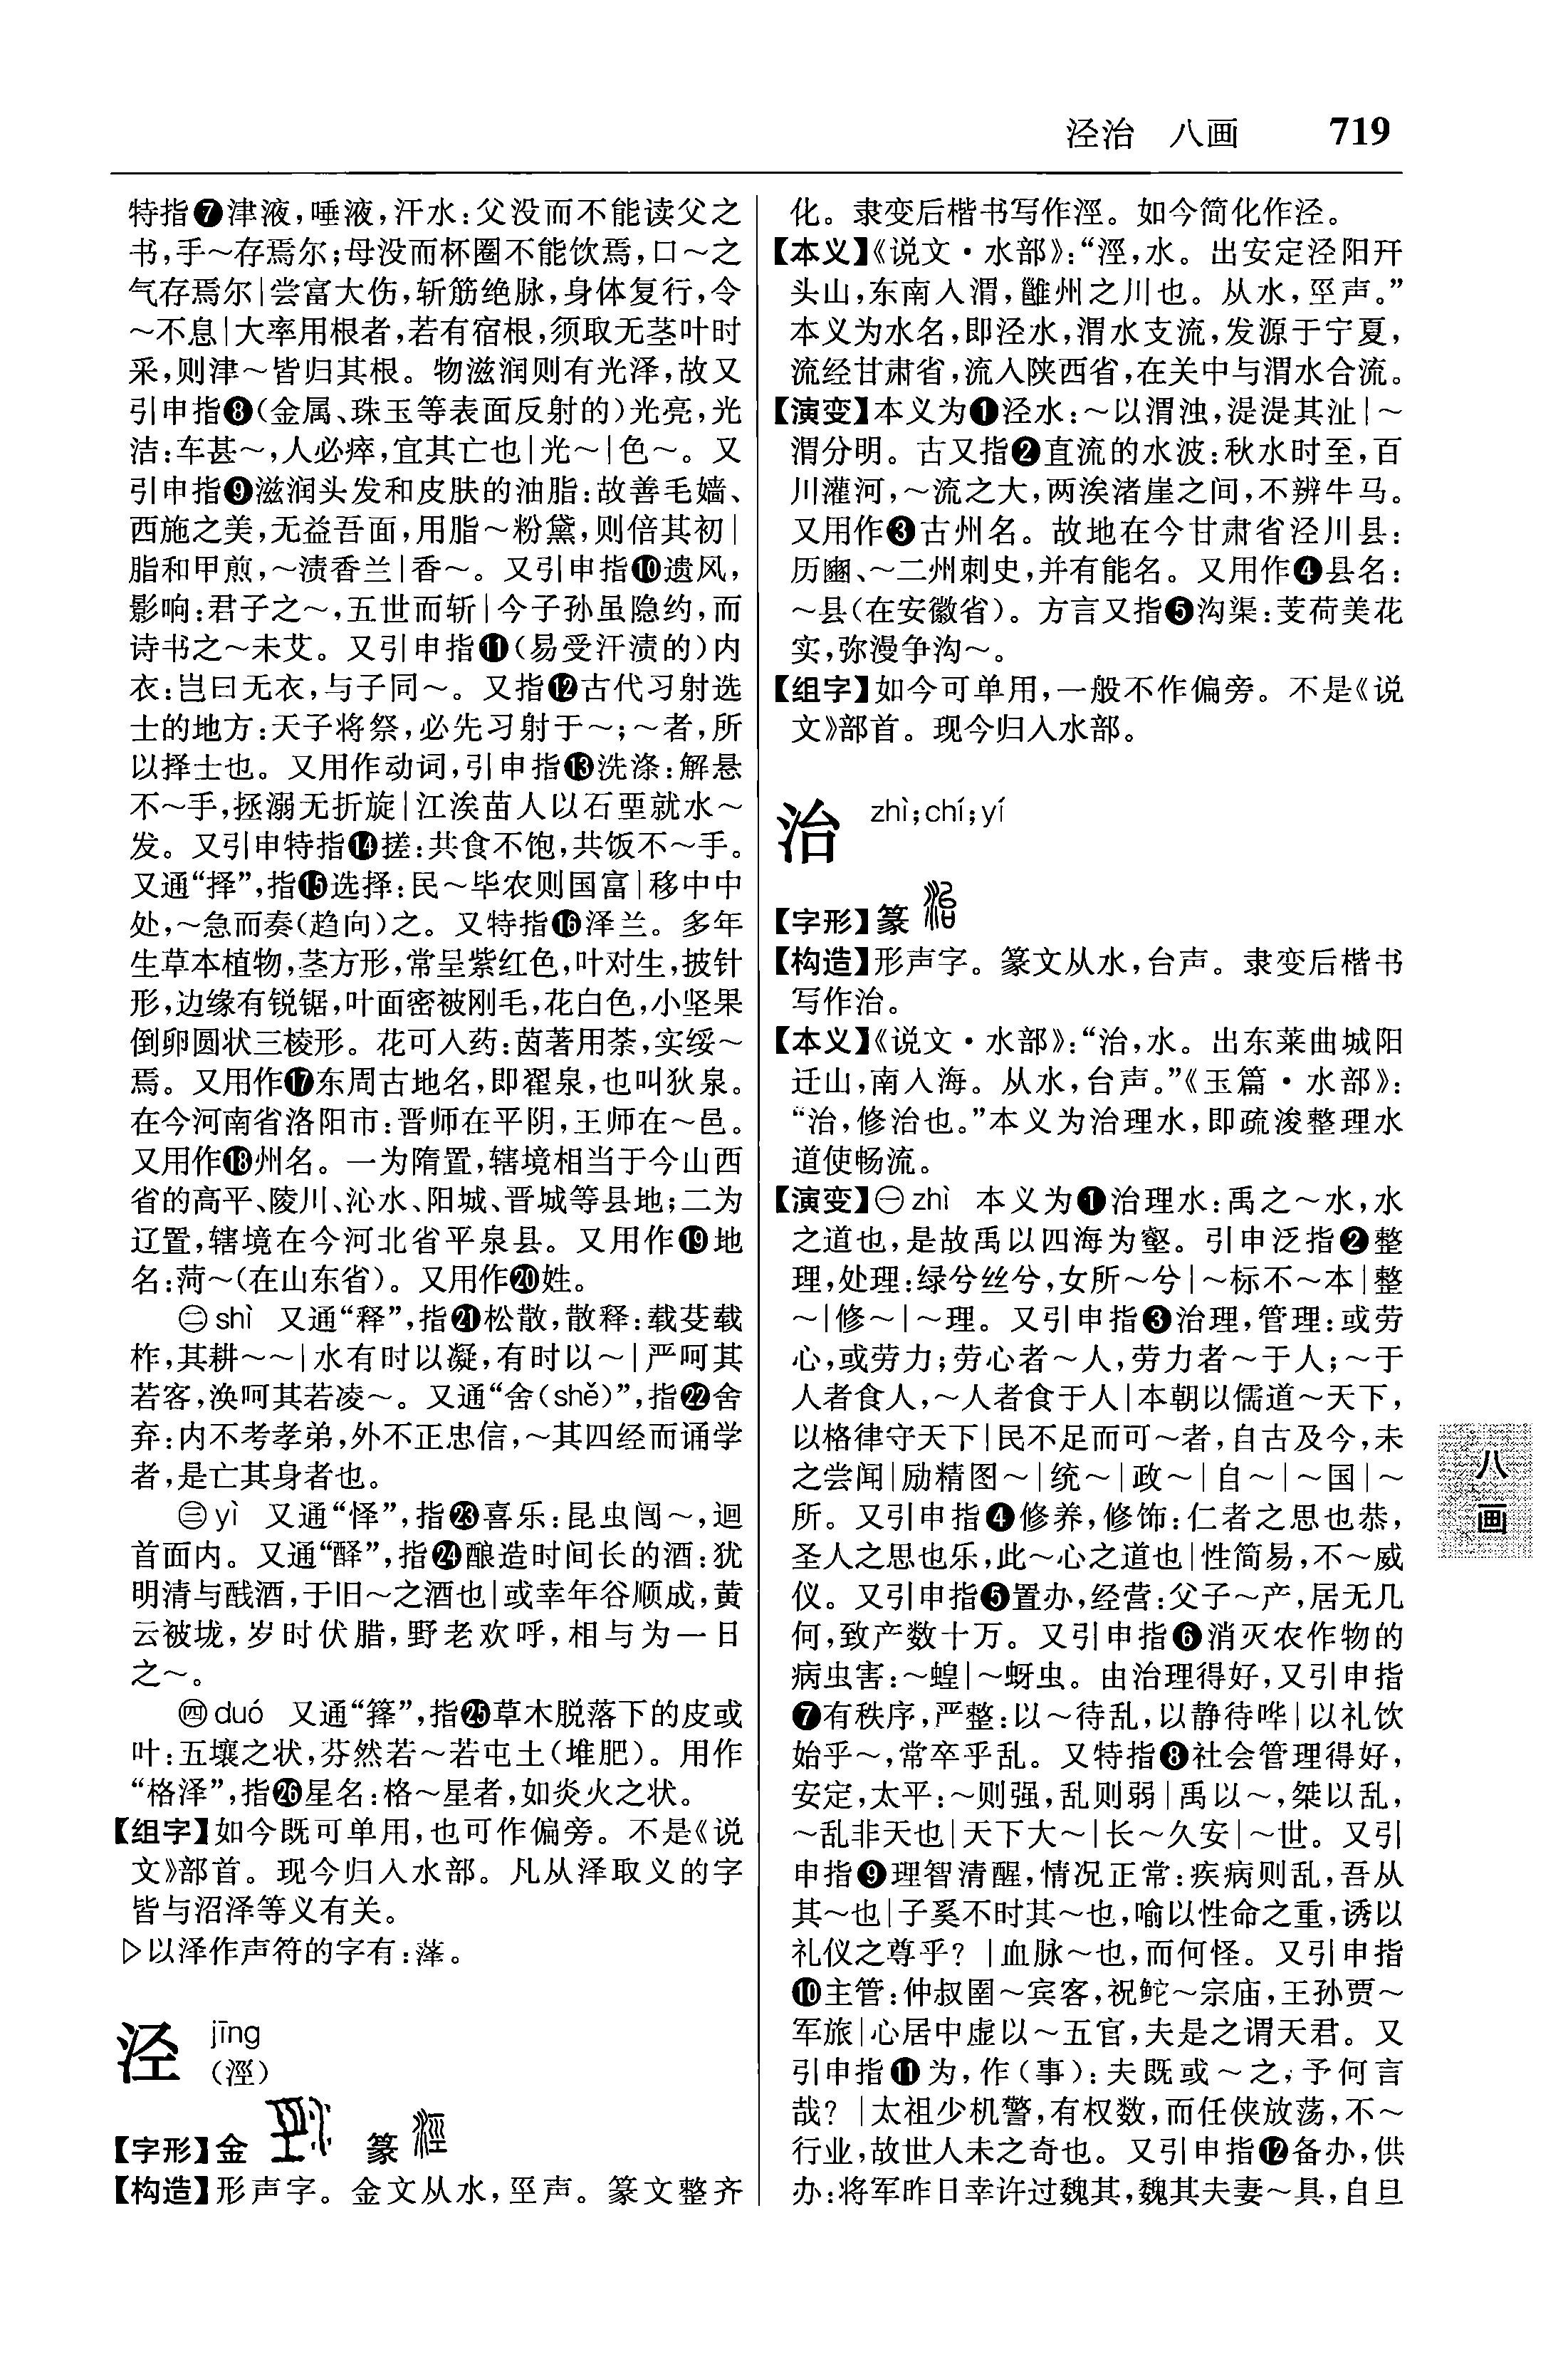 泾治 八画 719
特指❼津液,唾液,汗水:父没而不能读父之
书,手～存焉尔;母没而杯圈不能饮焉,口～之
气存焉尔|尝富大伤,斩筋绝脉,身体复行,令
～不息|大率用根者,若有宿根,须取无茎叶时
采,则津～皆归其根。物滋润则有光泽,故又
引申指❽(金属、珠玉等表面反射的)光亮,光
洁:车甚～,人必瘁,宜其亡也|光～|色～。又
引申指❾滋润头发和皮肤的油脂:故善毛嫱、
西施之美,无益吾面,用脂～粉黛,则倍其初|
脂和甲煎,～渍香兰|香～。又引申指❿遗风,
影响:君子之～,五世而斩|今子孙虽隐约,而
诗书之～未艾。又引申指⓫(易受汗渍的)内
衣:岂曰无衣,与子同～。又指⓬古代习射选
士的地方:天子将祭,必先习射于～;～者,所
以择士也。又用作动词,引申指⓭洗涤:解悬
不～手,拯溺无折旋|江涘苗人以石垔就水～
发。又引申特指⓮搓:共食不饱,共饭不～手。
又通“择”,指⓯选择:民～毕农则国富|移中中
处,～急而奏(趋向)之。又特指⓰泽兰。多年
生草本植物,茎方形,常呈紫红色,叶对生,披针
形,边缘有锐锯,叶面密被刚毛,花白色,小坚果
倒卵圆状三棱形。花可入药:茵著用荼,实绥～
焉。又用作⓱东周古地名,即翟泉,也叫狄泉。
在今河南省洛阳市:晋师在平阴,王师在～邑。
又用作⓲州名。一为隋置,辖境相当于今山西
省的高平、陵川、沁水、阳城、晋城等县地;二为
辽置,辖境在今河北省平泉县。又用作⓳地
名:菏～(在山东省)。又用作⓴姓。
㊁shì 又通“释”,指㉑松散,散释:载芟载
柞,其耕～～|水有时以凝,有时以～|严呵其
若客,涣呵其若凌～。又通“舍(shě)”,指㉒舍
弃:内不考孝弟,外不正忠信,～其四经而诵学
者,是亡其身者也。
㊂yì 又通“怿”,指㉓喜乐:昆虫闿～,迴
首面内。又通“醳”,指㉔酿造时间长的酒:犹
明清与醆酒,于旧～之酒也|或幸年谷顺成,黄
云被垅,岁时伏腊,野老欢呼,相与为一日
之～。
㊃duó 又通“箨”,指㉕草木脱落下的皮或
叶:五壤之状,芬然若～若屯土(堆肥)。用作
“格泽”,指㉖星名:格～星者,如炎火之状。
【组字】如今既可单用,也可作偏旁。不是《说
文》部首。现今归入水部。凡从泽取义的字
皆与沼泽等义有关。
▷以泽作声符的字有:萚。
泾 jīng
(涇)
【字形】金 篆
【构造】形声字。金文从水,巠声。篆文整齐
化。隶变后楷书写作涇。如今简化作泾。
【本义】《说文·水部》:“涇,水。出安定泾阳幵
头山,东南入渭,雝州之川也。从水,巠声。”
本义为水名,即泾水,渭水支流,发源于宁夏,
流经甘肃省,流入陕西省,在关中与渭水合流。
【演变】本义为❶泾水:～以渭浊,湜湜其沚|～
渭分明。古又指❷直流的水波:秋水时至,百
川灌河,～流之大,两涘渚崖之间,不辨牛马。
又用作❸古州名。故地在今甘肃省泾川县:
历豳、～二州刺史,并有能名。又用作❹县名:
～县(在安徽省)。方言又指❺沟渠:芰荷美花
实,弥漫争沟～。
【组字】如今可单用,一般不作偏旁。不是《说
文》部首。现今归入水部。
治 zhì;chí;yí
【字形】篆
【构造】形声字。篆文从水,台声。隶变后楷书
写作治。
【本义】《说文·水部》:“治,水。出东莱曲城阳
迁山,南入海。从水,台声。”《玉篇·水部》:
“治,修治也。”本义为治理水,即疏浚整理水
道使畅流。
【演变】㊀zhì 本义为❶治理水:禹之～水,水
之道也,是故禹以四海为壑。引申泛指❷整
理,处理:绿兮丝兮,女所～兮|～标不～本|整
～|修～|～理。又引申指❸治理,管理:或劳
心,或劳力;劳心者～人,劳力者～于人;～于
人者食人,～人者食于人|本朝以儒道～天下,
以格律守天下|民不足而可～者,自古及今,未
之尝闻|励精图～|统～|政～|自～|～国|～
所。又引申指❹修养,修饰:仁者之思也恭,
圣人之思也乐,此～心之道也|性简易,不～威
仪。又引申指❺置办,经营:父子～产,居无几
何,致产数十万。又引申指❻消灭农作物的
病虫害:～蝗|～蚜虫。由治理得好,又引申指
❼有秩序,严整:以～待乱,以静待哗|以礼饮
始乎～,常卒乎乱。又特指❽社会管理得好,
安定,太平:～则强,乱则弱|禹以～,桀以乱,
～乱非天也|天下大～|长～久安|～世。又引
申指❾理智清醒,情况正常:疾病则乱,吾从
其～也|子奚不时其～也,喻以性命之重,诱以
礼仪之尊乎?|血脉～也,而何怪。又引申指
❿主管:仲叔圉～宾客,祝鮀～宗庙,王孙贾～
军旅|心居中虚以～五官,夫是之谓天君。又
引申指⓫为,作(事):夫既或～之,予何言
哉?|太祖少机警,有权数,而任侠放荡,不～
行业,故世人未之奇也。又引申指⓬备办,供
办:将军昨日幸许过魏其,魏其夫妻～具,自旦
八
画